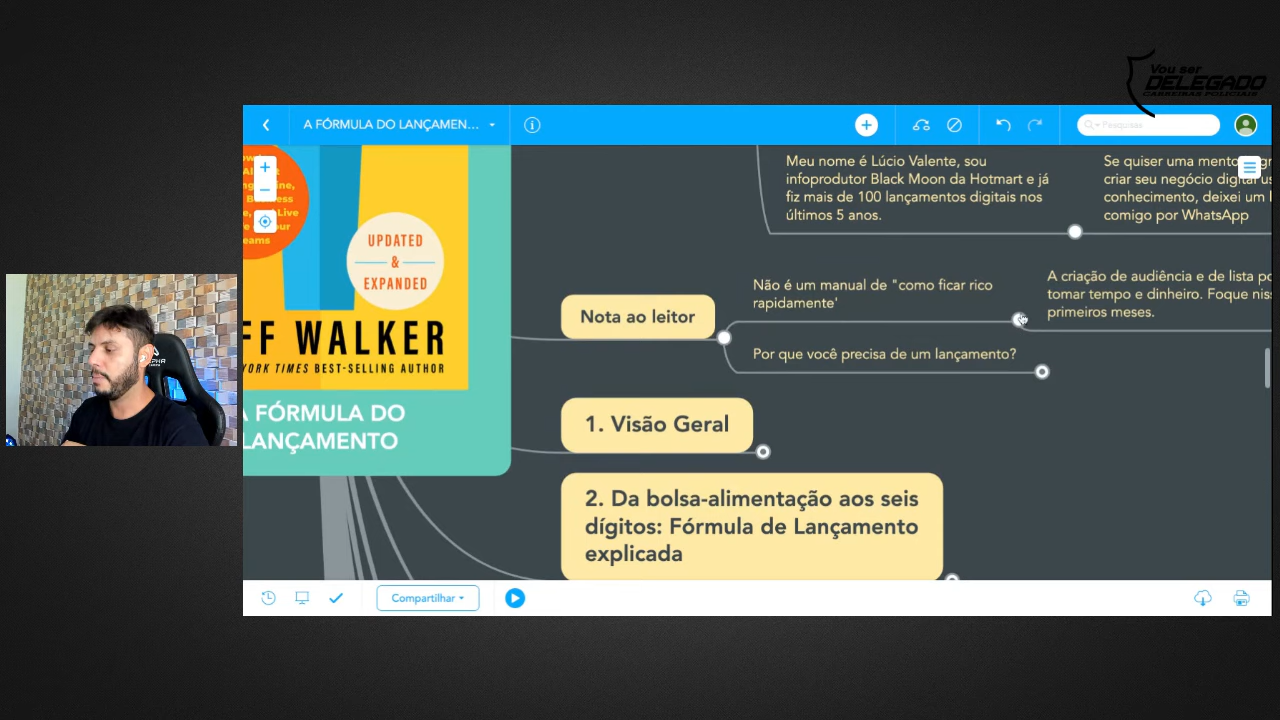 Vou ser
DELEGADO
CARREIRAS POLICIAIS
A FÓRMULA DO LANÇAMEN...
Pesquisar
Meu nome é Lúcio Valente, sou
infoprodutor Black Moon da Hotmart e já
fiz mais de 100 lançamentos digitais nos
últimos 5 anos.
Se quiser uma mento
criar seu negócio digital us
conhecimento, deixei um l
comigo por WhatsApp
UPDATED
&
EXPANDED
FF WALKER
YORK TIMES BEST-SELLING AUTHOR
A FÓRMULA DO
LANÇAMENTO
Nota ao leitor
Não é um manual de "como ficar rico
rapidamente'
A criação de audiência e de lista po
tomar tempo e dinheiro. Foque niss
primeiros meses.
Por que você precisa de um lançamento?
1. Visão Geral
2. Da bolsa-alimentação aos seis
dígitos: Fórmula de Lançamento
explicada
Compartilhar